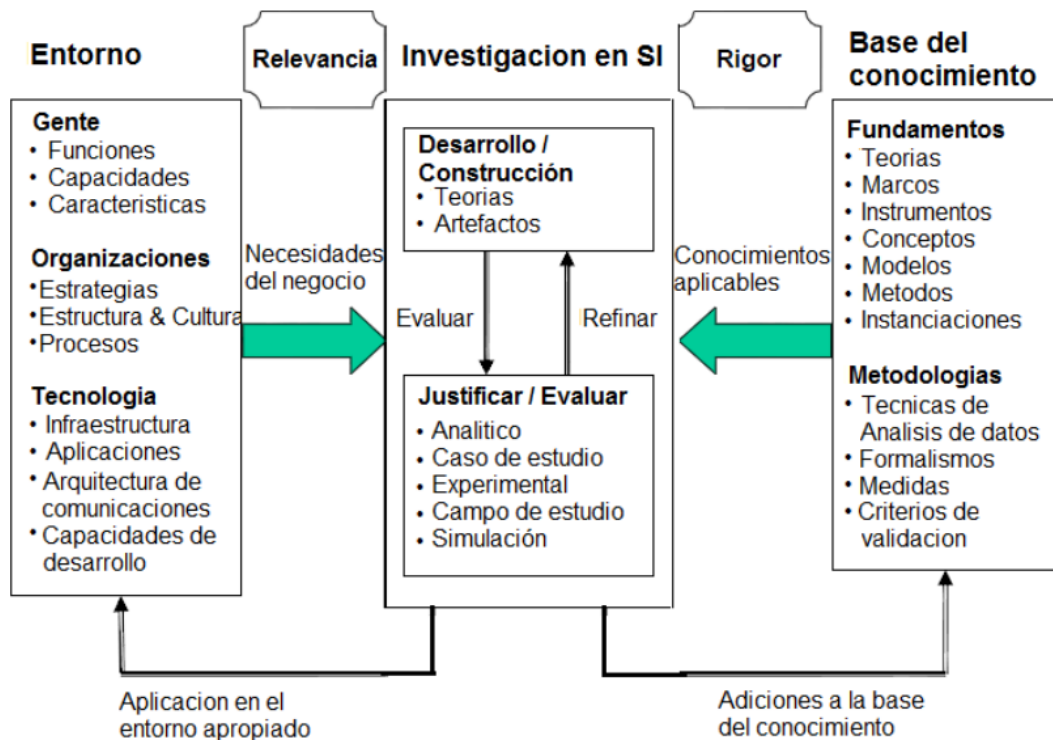 Entorno
Relevancia
Investigacion en SI
Rigor
Base del
conocimiento
Gente
• Funciones
• Capacidades
• Caracteristicas
Organizaciones
•Estrategias
•Estructura & Cultura
•Procesos
Tecnologia
• Infraestructura
• Aplicaciones
• Arquitectura de
comunicaciones
• Capacidades de
desarrollo
Necesidades
del negocio
Desarrollo /
Construcción
• Teorias
• Artefactos
Evaluar
Refinar
Justificar / Evaluar
• Analitico
• Caso de estudio
• Experimental
• Campo de estudio
• Simulación
Conocimientos
aplicables
Fundamentos
• Teorias
• Marcos
• Instrumentos
• Conceptos
• Modelos
• Metodos
• Instanciaciones
Metodologias
• Tecnicas de
Analisis de datos
• Formalismos
• Medidas
• Criterios de
validacion
Aplicacion en el
entorno apropiado
Adiciones a la base
del conocimiento